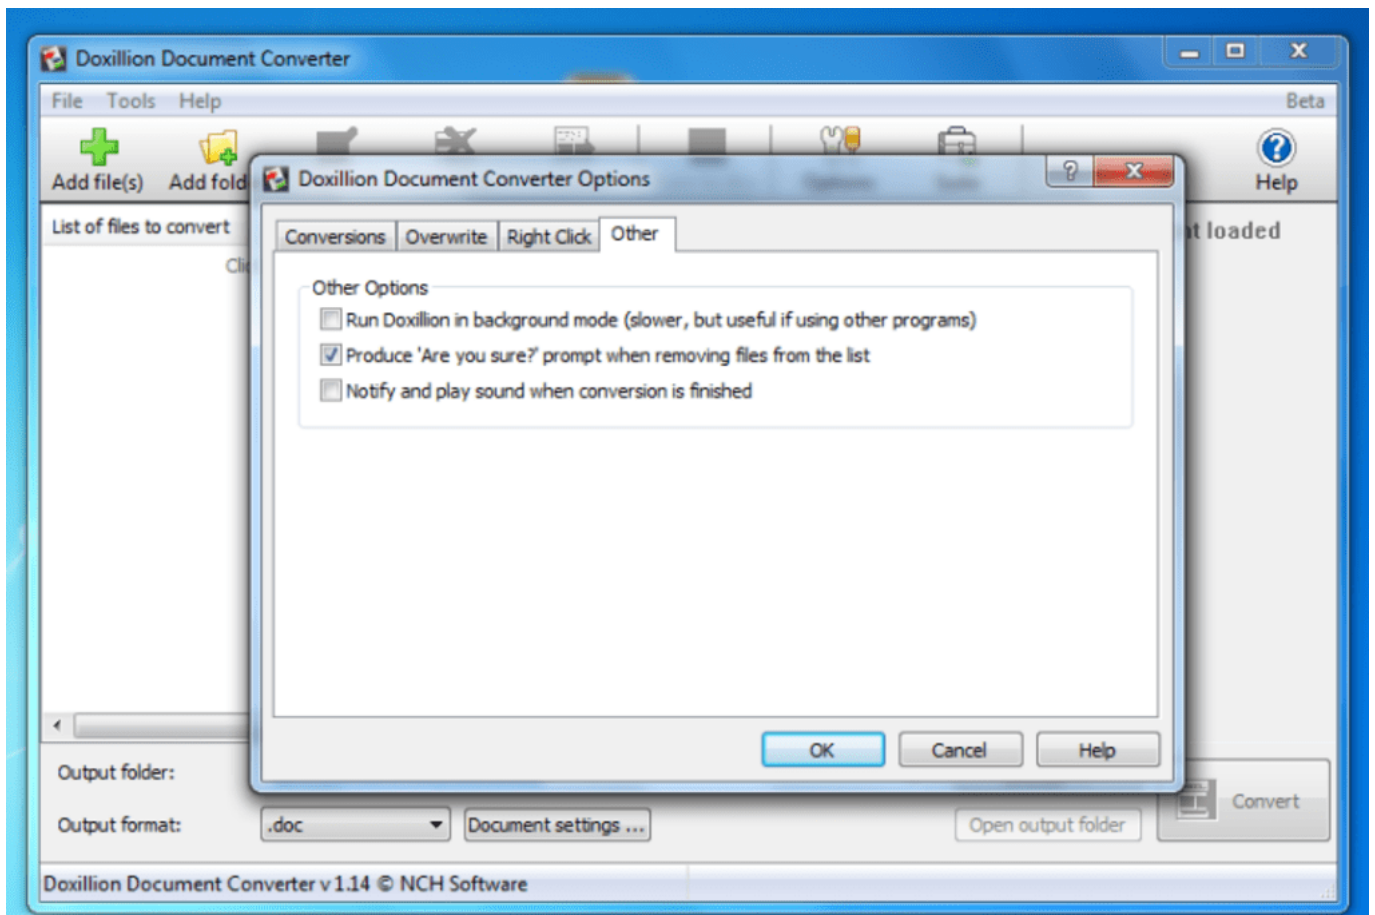 Doxillion Document Converter
File Tools Help Beta
Add file(s) Add fold Help
Doxillion Document Converter Options
List of files to convert
t loaded
Conversions Overwrite Right Click Other
Clic
Other Options
Run Doxillion in background mode (slower, but useful if using other programs)
Produce 'Are you sure?' prompt when removing files from the list
Notify and play sound when conversion is finished
OK Cancel Help
Output folder:
Convert
Output format: .doc Document settings ... Open output folder
Doxillion Document Converter v 1.14 © NCH Software